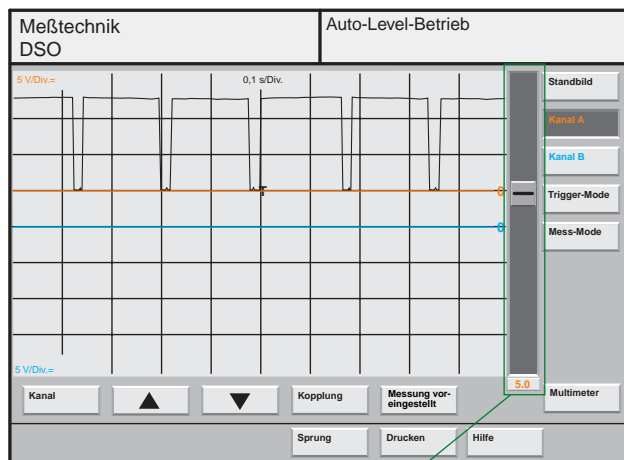 Meßtechnik
DSO
Auto-Level-Betrieb
5 V/Div.=
0,1 s/Div.
Standbild
Kanal A
Kanal B
Trigger-Mode
Mess-Mode
0
T
0
5 V/Div.=
5.0
Kanal
Kopplung
Messung vor-
eingestellt
Multimeter
Sprung
Drucken
Hilfe